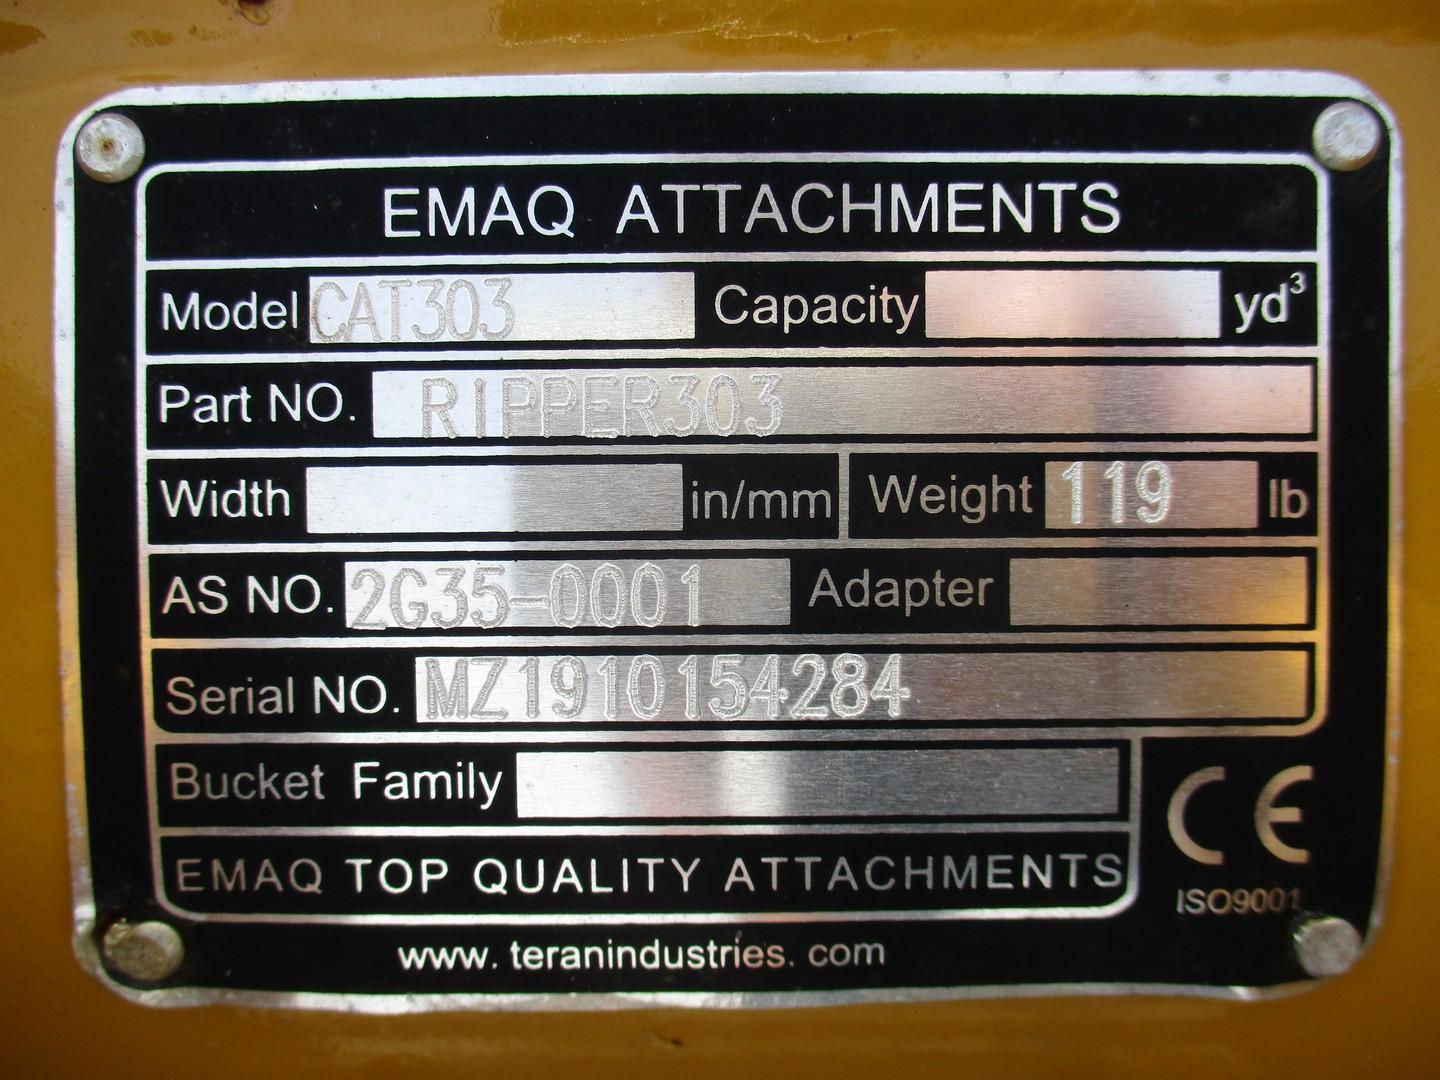 EMAQ ATTACHMENTS
Model CAT303 Capacity yd³
Part NO. RIPPER303
Width in/mm Weight 119 lb
AS NO. 2G35-0001 Adapter
Serial NO. MZ1910154284
Bucket Family
CE
EMAQ TOP QUALITY ATTACHMENTS
ISO9001
www. teranindustries. com